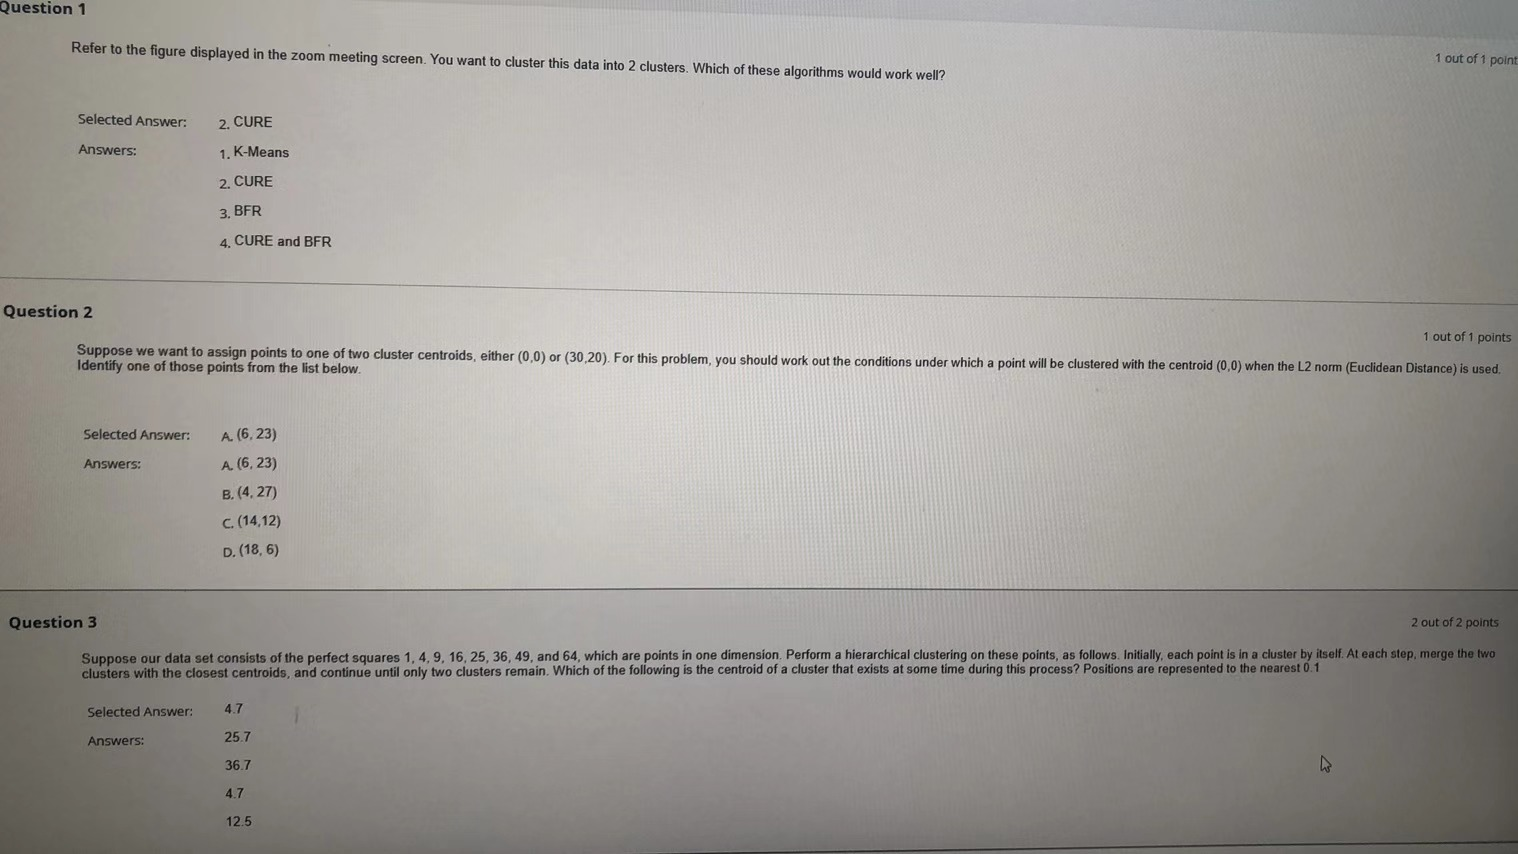 Question 1
1 out of 1 point
Refer to the figure displayed in the zoom meeting screen. You want to cluster this data into 2 clusters. Which of these algorithms would work well?
Selected Answer: 2. CURE
Answers: 1. K-Means
2. CURE
3. BFR
4. CURE and BFR
Question 2
1 out of 1 points
Suppose we want to assign points to one of two cluster centroids, either (0,0) or (30,20). For this problem, you should work out the conditions under which a point will be clustered with the centroid (0,0) when the L2 norm (Euclidean Distance) is used.
Identify one of those points from the list below.
Selected Answer: A. (6, 23)
Answers: A. (6, 23)
B. (4, 27)
C. (14,12)
D. (18, 6)
Question 3
2 out of 2 points
Suppose our data set consists of the perfect squares 1, 4, 9, 16, 25, 36, 49, and 64, which are points in one dimension. Perform a hierarchical clustering on these points, as follows. Initially, each point is in a cluster by itself. At each step, merge the two
clusters with the closest centroids, and continue until only two clusters remain. Which of the following is the centroid of a cluster that exists at some time during this process? Positions are represented to the nearest 0.1
Selected Answer: 4.7
Answers: 25.7
36.7
4.7
12.5